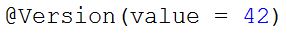 @Version(value = 42)